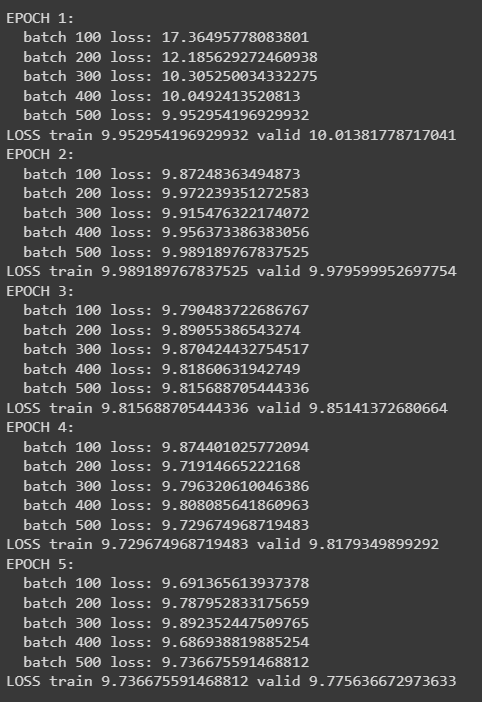 EPOCH 1:
  batch 100 loss: 17.36495778083801
  batch 200 loss: 12.185629272460938
  batch 300 loss: 10.305250034332275
  batch 400 loss: 10.0492413520813
  batch 500 loss: 9.952954196929932
LOSS train 9.952954196929932 valid 10.01381778717041
EPOCH 2:
  batch 100 loss: 9.87248363494873
  batch 200 loss: 9.972239351272583
  batch 300 loss: 9.915476322174072
  batch 400 loss: 9.956373386383056
  batch 500 loss: 9.989189767837525
LOSS train 9.989189767837525 valid 9.979599952697754
EPOCH 3:
  batch 100 loss: 9.790483722686767
  batch 200 loss: 9.89055386543274
  batch 300 loss: 9.870424432754517
  batch 400 loss: 9.81860631942749
  batch 500 loss: 9.815688705444336
LOSS train 9.815688705444336 valid 9.85141372680664
EPOCH 4:
  batch 100 loss: 9.874401025772094
  batch 200 loss: 9.71914665222168
  batch 300 loss: 9.796320610046386
  batch 400 loss: 9.808085641860963
  batch 500 loss: 9.729674968719483
LOSS train 9.729674968719483 valid 9.8179349899292
EPOCH 5:
  batch 100 loss: 9.691365613937378
  batch 200 loss: 9.787952833175659
  batch 300 loss: 9.892352447509765
  batch 400 loss: 9.686938819885254
  batch 500 loss: 9.736675591468812
LOSS train 9.736675591468812 valid 9.775636672973633